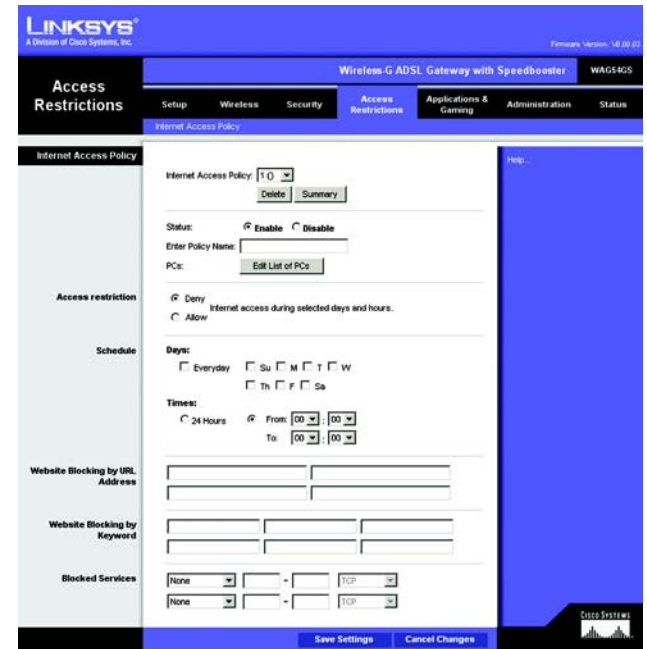 LINKSYS®
A Division of Cisco Systems, Inc.
Firmware Version: V0.00.03
Wireless-G ADSL Gateway with Speedbooster WAG54GS
Access Restrictions
Setup Wireless Security Access Restrictions Applications & Gaming Administration Status
Internet Access Policy
Internet Access Policy
Help...
Internet Access Policy: 1 ()
Delete Summary
Status: Enable Disable
Enter Policy Name:
PCs: Edit List of PCs
Access restriction
Deny
Allow
Internet access during selected days and hours.
Schedule
Days:
Everyday Su M T W
Th F Sa
Times:
24 Hours From: 00 : 00
To: 00 : 00
Website Blocking by URL Address
Website Blocking by Keyword
Blocked Services
None - TCP
None - TCP
Save Settings Cancel Changes
CISCO SYSTEMS